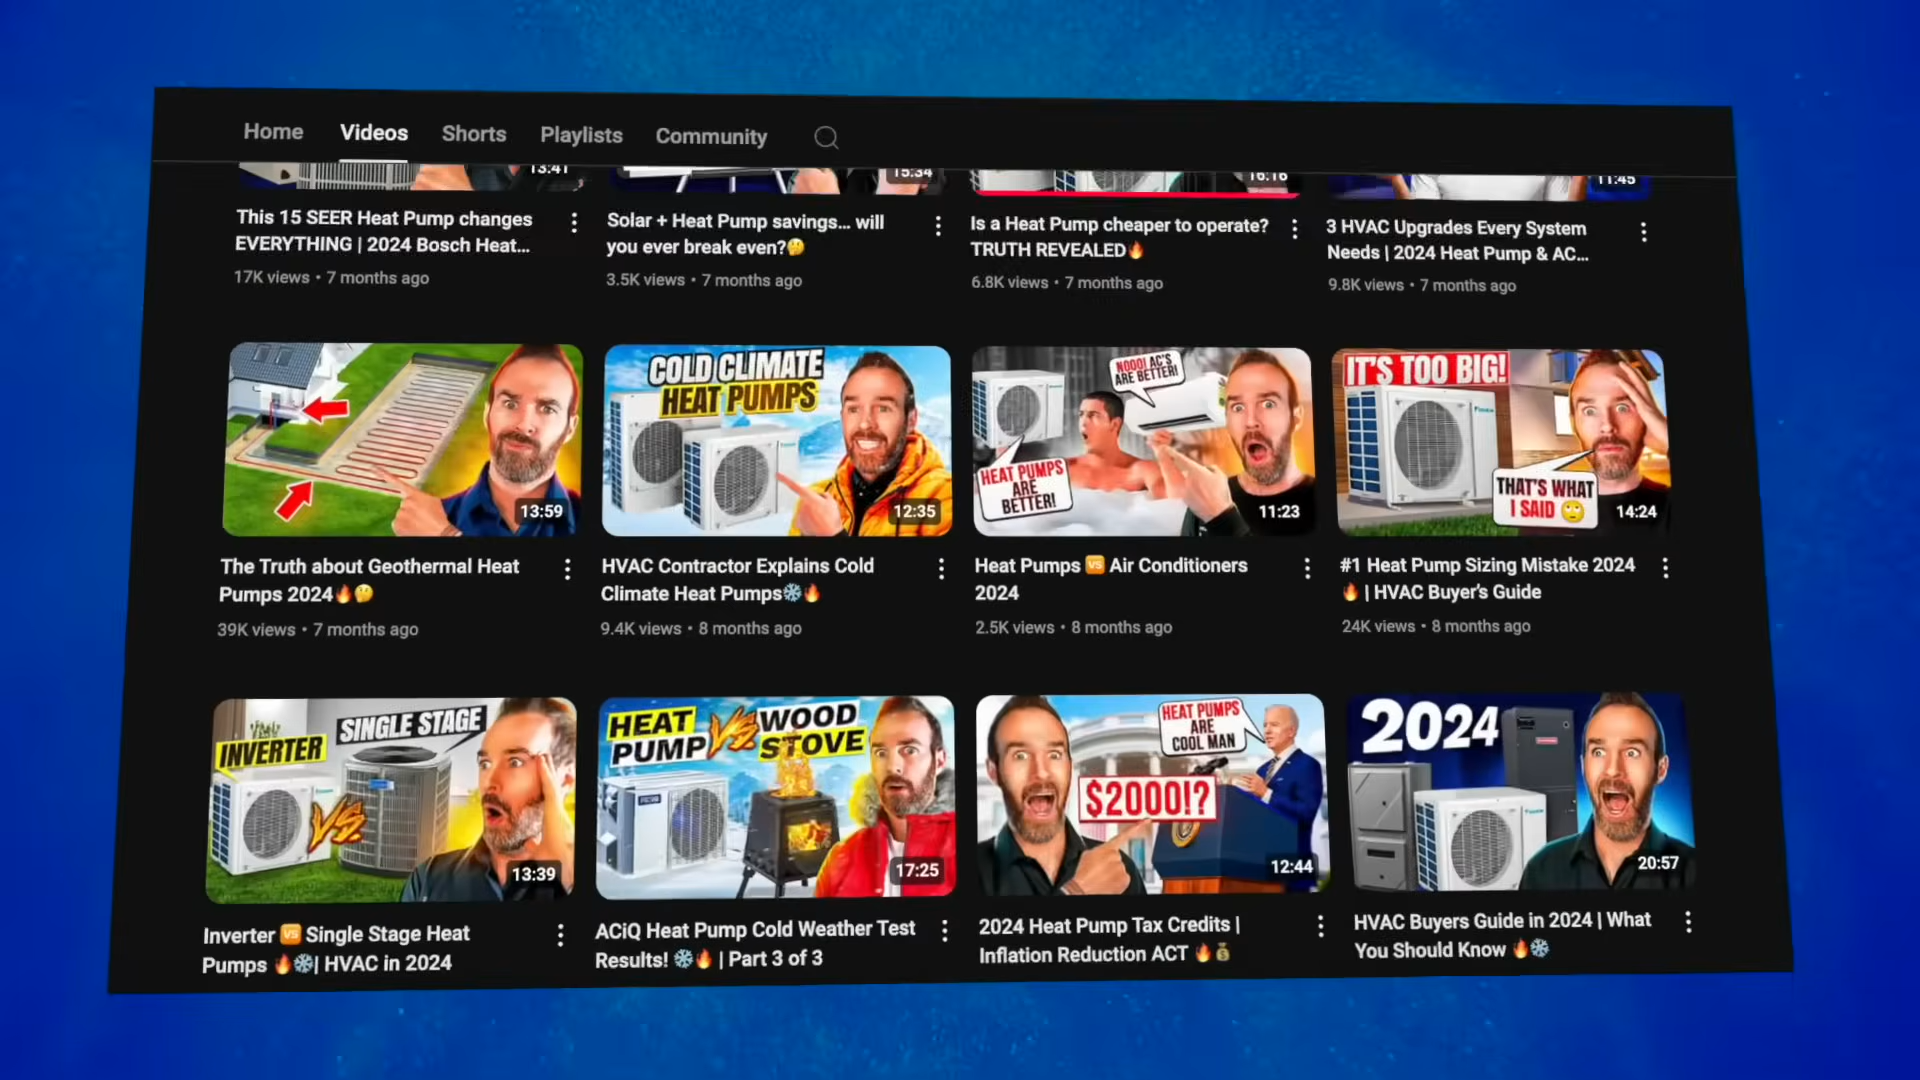 Home Videos Shorts Playlists Community
13:41
15:34
16:16
11:45
This 15 SEER Heat Pump changes
EVERYTHING | 2024 Bosch Heat...
17K views • 7 months ago
Solar + Heat Pump savings... will
you ever break even?🤔
3.5K views • 7 months ago
Is a Heat Pump cheaper to operate?
TRUTH REVEALED🔥
6.8K views • 7 months ago
3 HVAC Upgrades Every System
Needs | 2024 Heat Pump & AC...
9.8K views • 7 months ago
13:59
The Truth about Geothermal Heat
Pumps 2024🔥🤔
39K views • 7 months ago
COLD CLIMATE
HEAT PUMPS
12:35
HVAC Contractor Explains Cold
Climate Heat Pumps❄️🔥
9.4K views • 8 months ago
NOOO! AC'S
ARE BETTER!
HEAT PUMPS
ARE
BETTER!
11:23
Heat Pumps 🆚 Air Conditioners
2024
2.5K views • 8 months ago
IT'S TOO BIG!
THAT'S WHAT
I SAID 🙄
14:24
#1 Heat Pump Sizing Mistake 2024
🔥 | HVAC Buyer's Guide
24K views • 8 months ago
SINGLE STAGE
INVERTER
VS.
13:39
Inverter 🆚 Single Stage Heat
Pumps 🔥❄️| HVAC in 2024
HEAT
PUMP
VS.
WOOD
STOVE
17:25
ACiQ Heat Pump Cold Weather Test
Results! ❄️🔥 | Part 3 of 3
HEAT PUMPS
ARE
COOL MAN
$2000!?
12:44
2024 Heat Pump Tax Credits |
Inflation Reduction ACT 🔥💰
2024
20:57
HVAC Buyers Guide in 2024 | What
You Should Know 🔥❄️